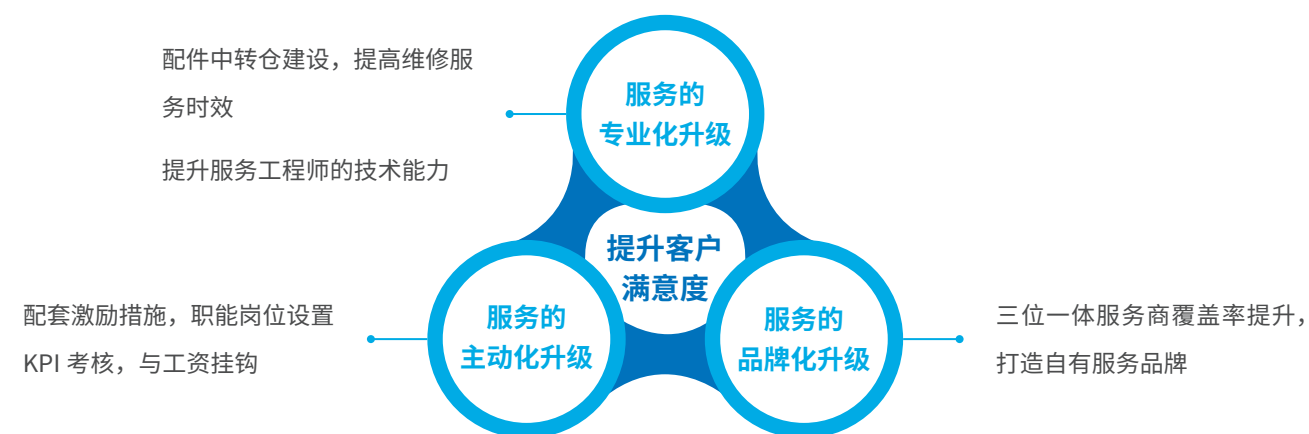 配件中转仓建设，提高维修服
务时效
提升服务工程师的技术能力
服务的
专业化升级
提升客户
满意度
配套激励措施，职能岗位设置
KPI 考核，与工资挂钩
服务的
主动化升级
服务的
品牌化升级
三位一体服务商覆盖率提升，
打造自有服务品牌